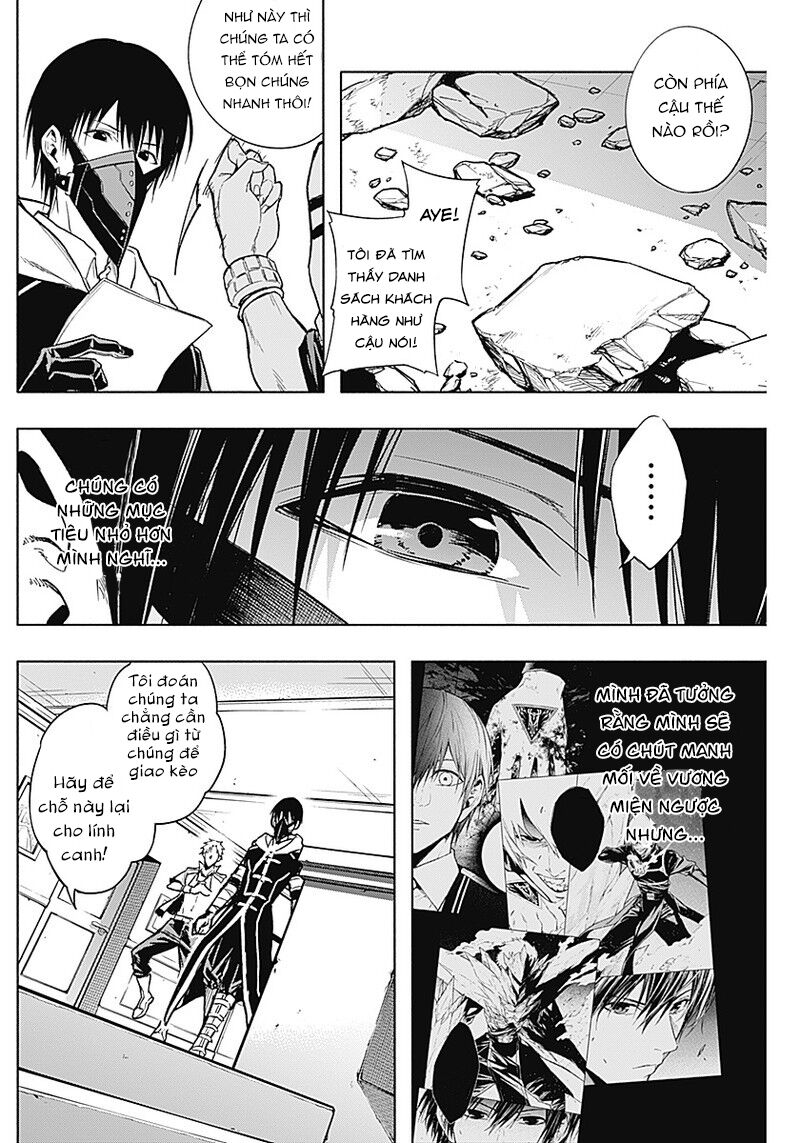 CÒN PHÍA
CẬU THẾ
NÀO RỒI?
AYE!
TÔI ĐÃ TÌM
THẤY DANH
SÁCH KHÁCH
HÀNG NHƯ
CẬU NÓI!
NHƯ NÀY THÌ
CHÚNG TA CÓ
THỂ TÓM HẾT
BỌN CHÚNG
NHANH THÔI!
......
CHÚNG CÓ
NHỮNG MỤC
TIÊU NHỎ HƠN
MÌNH NGHĨ...
MÌNH ĐÃ TƯỞNG
RẰNG MÌNH SẼ
CÓ CHÚT MANH
MỐI VỀ VƯƠNG
MIỆN NGƯỢC
NHƯNG...
Tôi đoán
chúng ta
chẳng cần
điều gì từ
chúng để
giao kèo
Hãy để
chỗ này lại
cho lính
canh!